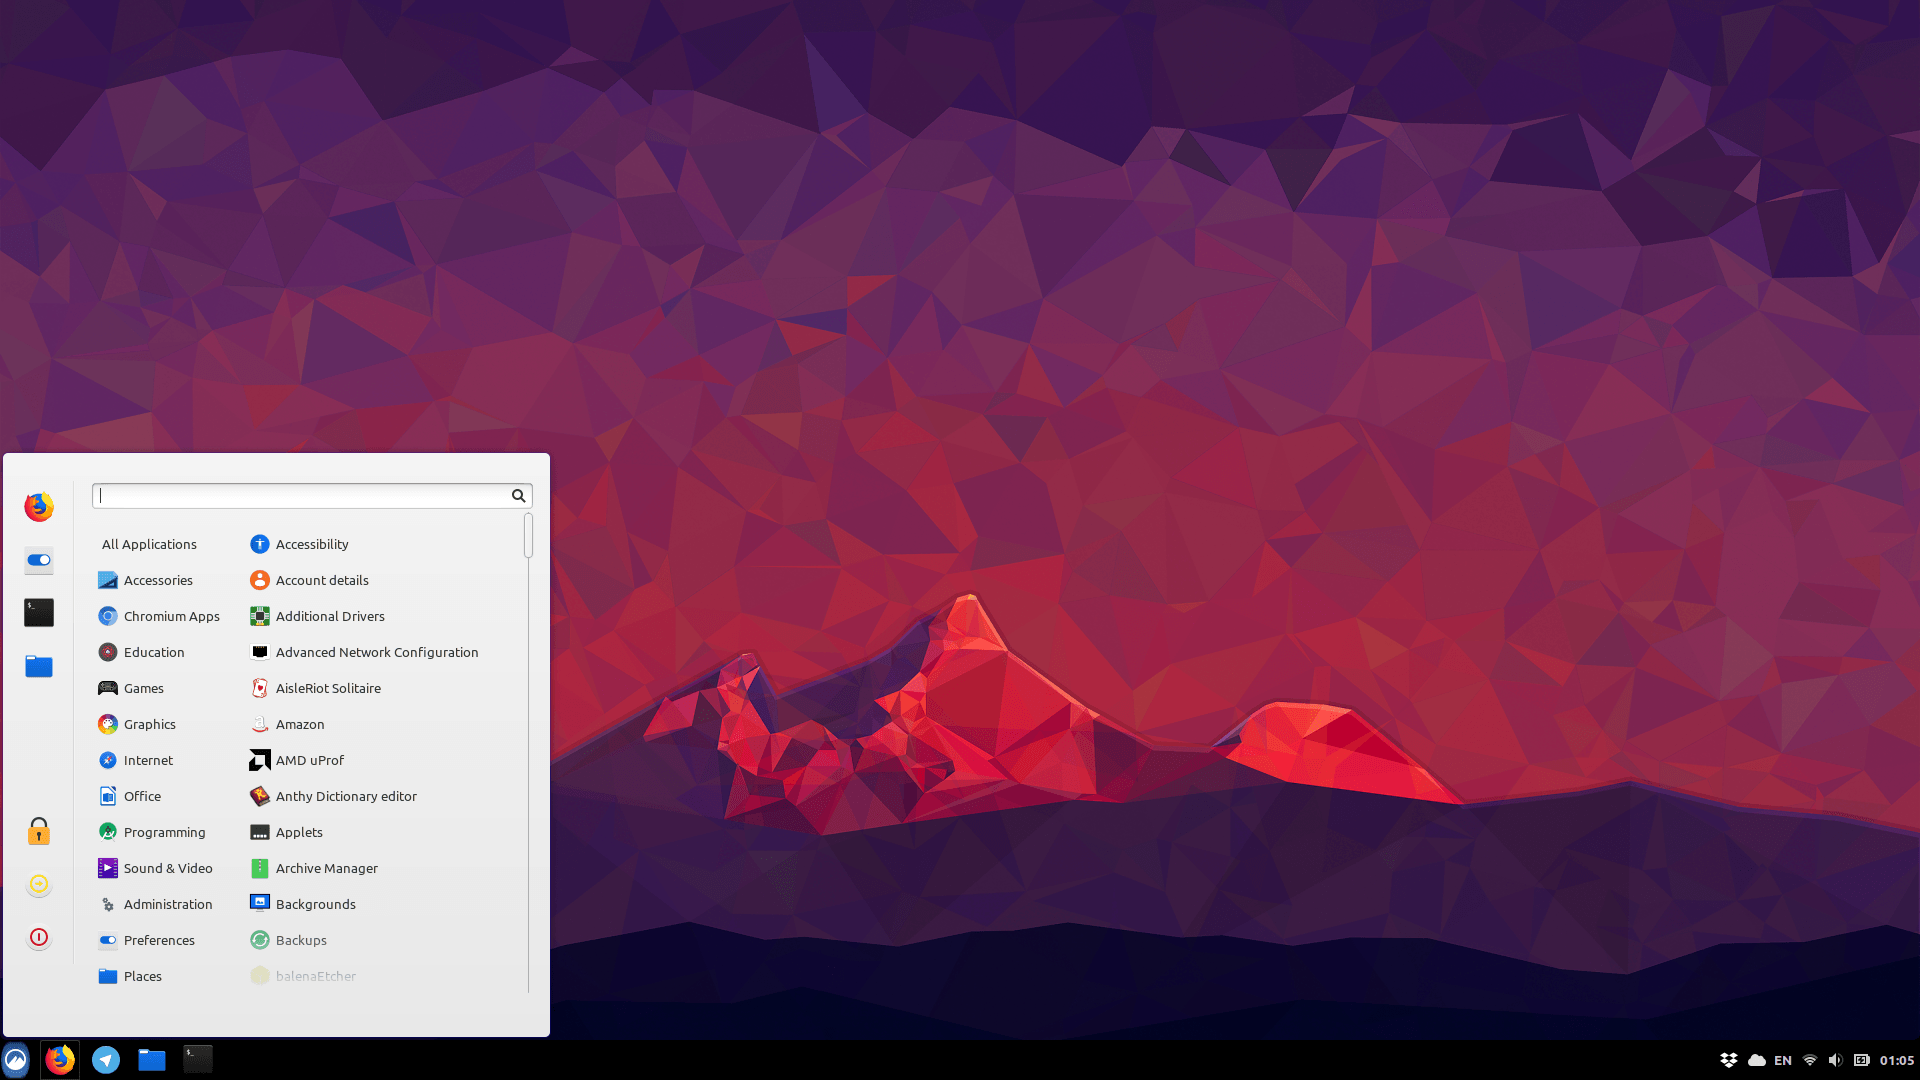 All Applications
Accessories
Chromium Apps
Education
Games
Graphics
Internet
Office
Programming
Sound & Video
Administration
Preferences
Places
Accessibility
Account details
Additional Drivers
Advanced Network Configuration
AisleRiot Solitaire
Amazon
AMD uProf
Anthy Dictionary editor
Applets
Archive Manager
Backgrounds
Backups
balenaEtcher
EN
01:05